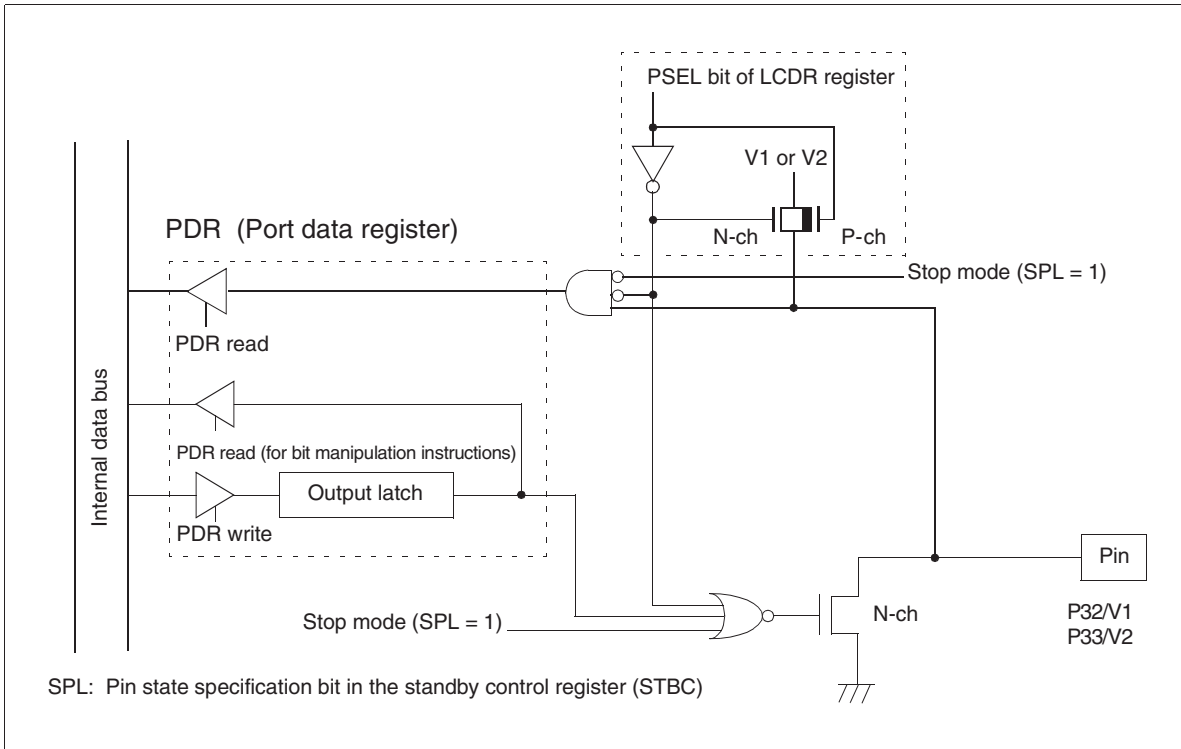 PSEL bit of LCDR register
V1 or V2
N-ch
P-ch
PDR (Port data register)
Stop mode (SPL = 1)
PDR read
Internal data bus
PDR read (for bit manipulation instructions)
Output latch
PDR write
Pin
Stop mode (SPL = 1)
N-ch
P32/V1
P33/V2
SPL: Pin state specification bit in the standby control register (STBC)